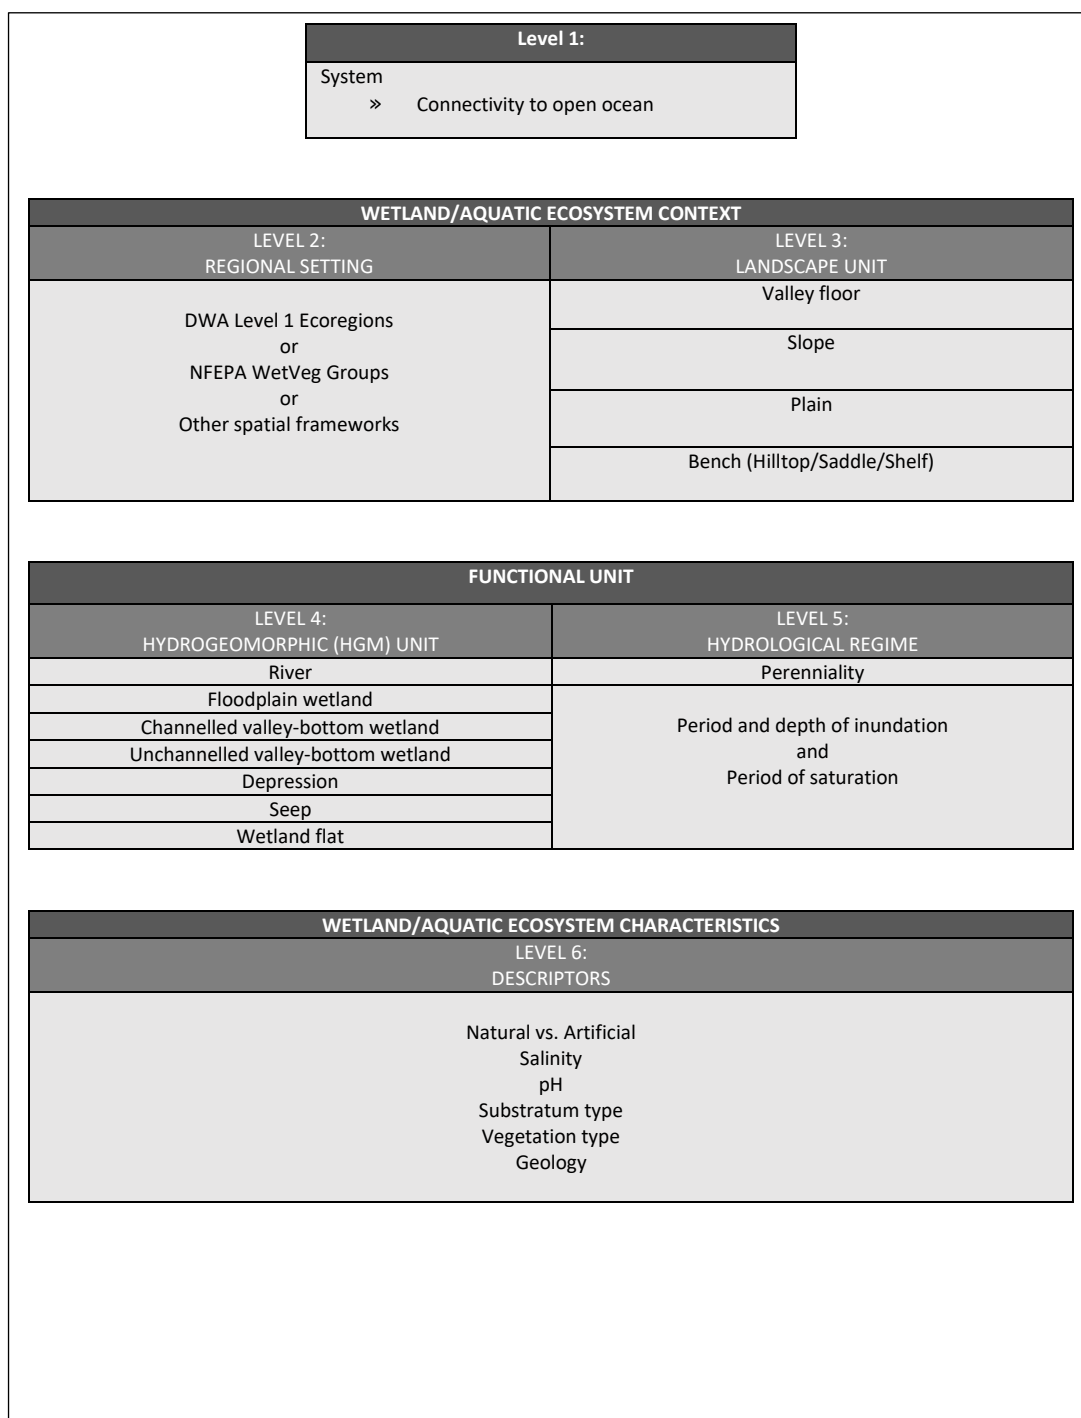 Level 1:
System
» Connectivity to open ocean
WETLAND/AQUATIC ECOSYSTEM CONTEXT
LEVEL 2:
REGIONAL SETTING
LEVEL 3:
LANDSCAPE UNIT
DWA Level 1 Ecoregions
or
NFEPA WetVeg Groups
or
Other spatial frameworks
Valley floor
Slope
Plain
Bench (Hilltop/Saddle/Shelf)
FUNCTIONAL UNIT
LEVEL 4:
HYDROGEOMORPHIC (HGM) UNIT
LEVEL 5:
HYDROLOGICAL REGIME
River
Floodplain wetland
Channelled valley-bottom wetland
Unchannelled valley-bottom wetland
Depression
Seep
Wetland flat
Perenniality
Period and depth of inundation
and
Period of saturation
WETLAND/AQUATIC ECOSYSTEM CHARACTERISTICS
LEVEL 6:
DESCRIPTORS
Natural vs. Artificial
Salinity
pH
Substratum type
Vegetation type
Geology